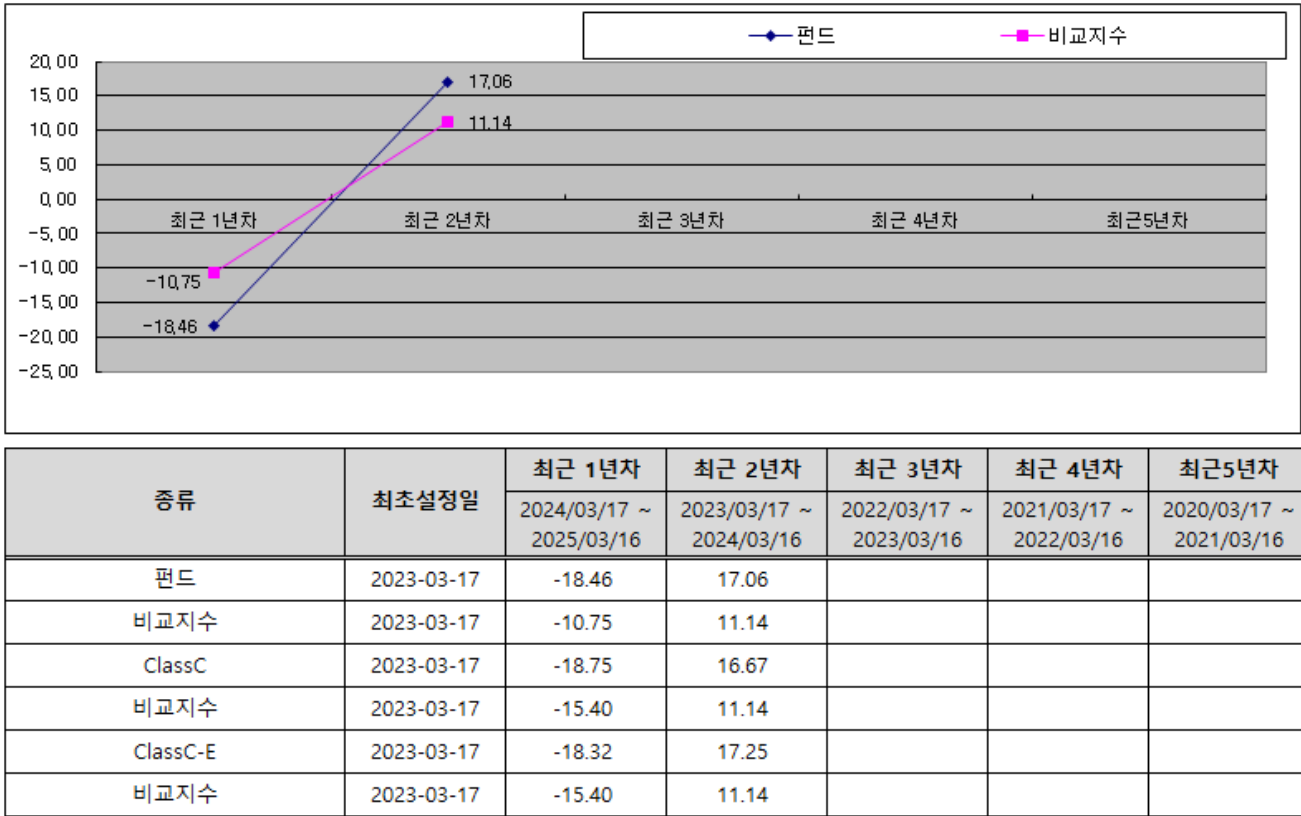 펀드 비교지수
20,00
15,00
10,00
5,00
0,00
-5,00
-10,00
-15,00
-20,00
-25,00
17,06
11,14
-10,75
-18,46
최근 1년차 최근 2년차 최근 3년차 최근 4년차 최근5년차
종류 최초설정일 최근 1년차 최근 2년차 최근 3년차 최근 4년차 최근5년차
2024/03/17 ~ 2023/03/17 ~ 2022/03/17 ~ 2021/03/17 ~ 2020/03/17 ~
2025/03/16 2024/03/16 2023/03/16 2022/03/16 2021/03/16
펀드 2023-03-17 -18.46 17.06
비교지수 2023-03-17 -10.75 11.14
ClassC 2023-03-17 -18.75 16.67
비교지수 2023-03-17 -15.40 11.14
ClassC-E 2023-03-17 -18.32 17.25
비교지수 2023-03-17 -15.40 11.14